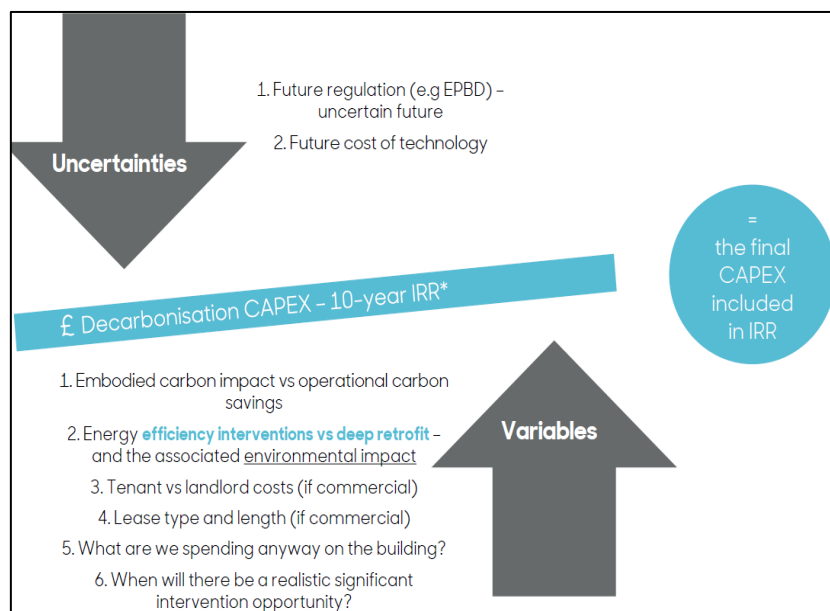 1. Future regulation (e.g EPBD) –
uncertain future
2. Future cost of technology
Uncertainties
=
the final
CAPEX
included
in IRR
£ Decarbonisation CAPEX – 10-year IRR*
1. Embodied carbon impact vs operational carbon
savings
2. Energy efficiency interventions vs deep retrofit –
and the associated environmental impact
3. Tenant vs landlord costs (if commercial)
4. Lease type and length (if commercial)
5. What are we spending anyway on the building?
6. When will there be a realistic significant
intervention opportunity?
Variables